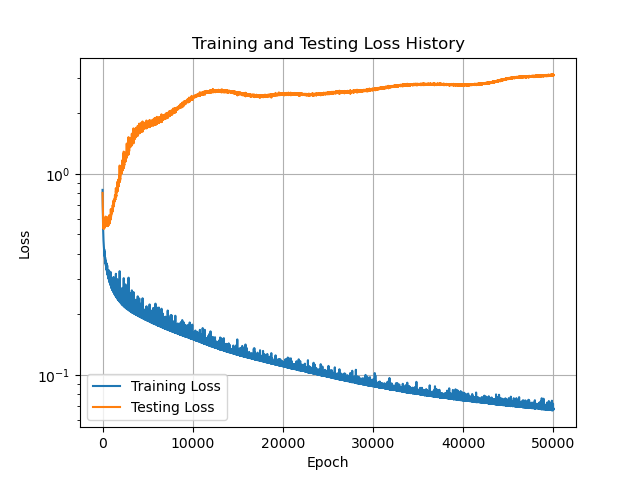 Training and Testing Loss History
Loss
10⁰
10⁻¹
Training Loss
Testing Loss
0 10000 20000 30000 40000 50000
Epoch